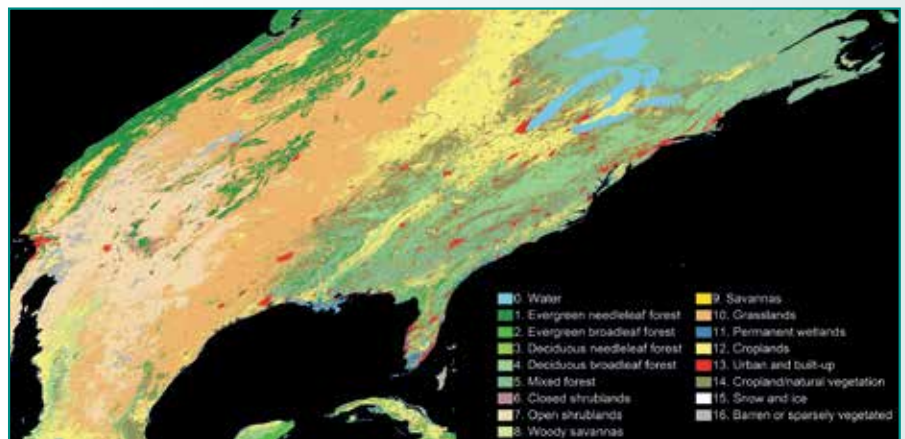 0. Water
1. Evergreen needleleaf forest
2. Evergreen broadleaf forest
3. Deciduous needleleaf forest
4. Deciduous broadleaf forest
5. Mixed forest
6. Closed shrublands
7. Open shrublands
8. Woody savannas
9. Savannas
10. Grasslands
11. Permanent wetlands
12. Croplands
13. Urban and built-up
14. Cropland/natural vegetation
15. Snow and ice
16. Barren or sparsely vegetated